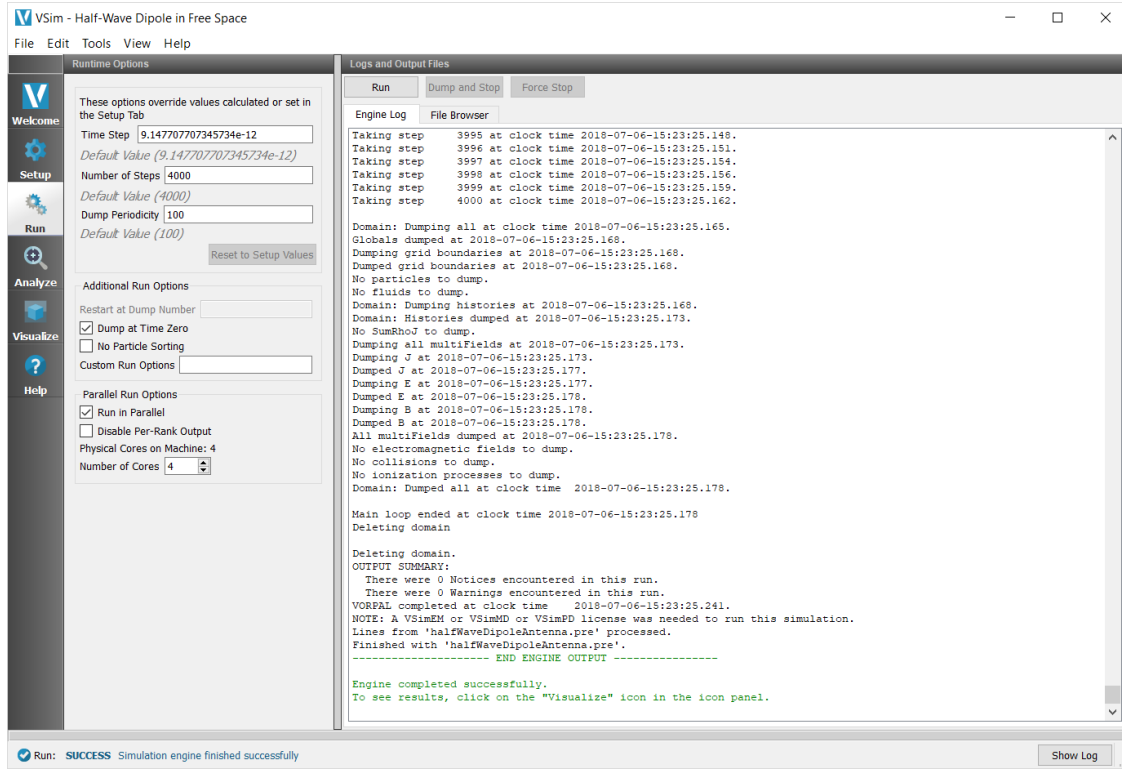 VSim - Half-Wave Dipole in Free Space
File Edit Tools View Help
Welcome
Setup
Run
Analyze
Visualize
Help
Runtime Options
These options override values calculated or set in
the Setup Tab
Time Step 9.147707707345734e-12
Default Value (9.147707707345734e-12)
Number of Steps 4000
Default Value (4000)
Dump Periodicity 100
Default Value (100)
Reset to Setup Values
Additional Run Options
Restart at Dump Number
Dump at Time Zero
No Particle Sorting
Custom Run Options
Parallel Run Options
Run in Parallel
Disable Per-Rank Output
Physical Cores on Machine: 4
Number of Cores 4
Logs and Output Files
Run Dump and Stop Force Stop
Engine Log File Browser
Taking step 3995 at clock time 2018-07-06-15:23:25.148.
Taking step 3996 at clock time 2018-07-06-15:23:25.151.
Taking step 3997 at clock time 2018-07-06-15:23:25.154.
Taking step 3998 at clock time 2018-07-06-15:23:25.156.
Taking step 3999 at clock time 2018-07-06-15:23:25.159.
Taking step 4000 at clock time 2018-07-06-15:23:25.162.
Domain: Dumping all at clock time 2018-07-06-15:23:25.165.
Globals dumped at 2018-07-06-15:23:25.168.
Dumping grid boundaries at 2018-07-06-15:23:25.168.
Dumped grid boundaries at 2018-07-06-15:23:25.168.
No particles to dump.
No fluids to dump.
Domain: Dumping histories at 2018-07-06-15:23:25.168.
Domain: Histories dumped at 2018-07-06-15:23:25.173.
No SumRhoJ to dump.
Dumping all multiFields at 2018-07-06-15:23:25.173.
Dumping J at 2018-07-06-15:23:25.173.
Dumped J at 2018-07-06-15:23:25.177.
Dumping E at 2018-07-06-15:23:25.177.
Dumped E at 2018-07-06-15:23:25.178.
Dumping B at 2018-07-06-15:23:25.178.
Dumped B at 2018-07-06-15:23:25.178.
All multiFields dumped at 2018-07-06-15:23:25.178.
No electromagnetic fields to dump.
No collisions to dump.
No ionization processes to dump.
Domain: Dumped all at clock time 2018-07-06-15:23:25.178.
Main loop ended at clock time 2018-07-06-15:23:25.178
Deleting domain
Deleting domain.
OUTPUT SUMMARY:
There were 0 Notices encountered in this run.
There were 0 Warnings encountered in this run.
VORPAL completed at clock time 2018-07-06-15:23:25.241.
NOTE: A VSimEM or VSimMD or VSimPD license was needed to run this simulation.
Lines from 'halfWaveDipoleAntenna.pre' processed.
Finished with 'halfWaveDipoleAntenna.pre'.
--------------------- END ENGINE OUTPUT ----------------
Engine completed successfully.
To see results, click on the "Visualize" icon in the icon panel.
Run: SUCCESS Simulation engine finished successfully
Show Log